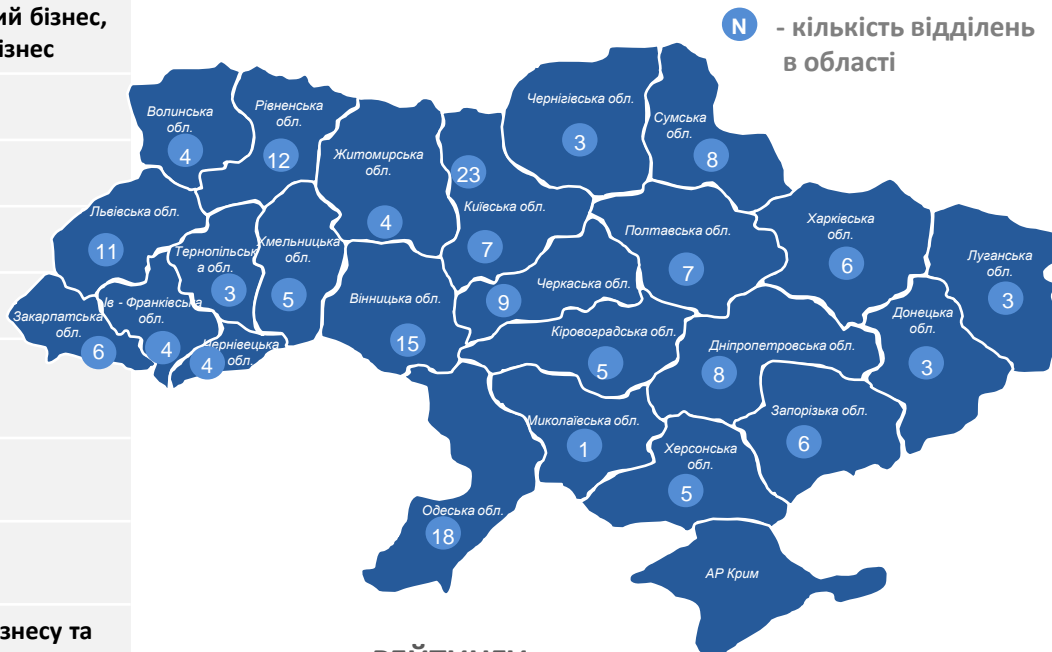 ий бізнес,
ізнес
N - кількість відділень
в області
Волинська
обл.
4
Рівненська
обл.
12
Житомирська
обл.
4
23
Київська обл.
7
Чернігівська обл.
3
Сумська
обл.
8
Львівська обл.
11
Тернопільськ
а обл.
3
Хмельницька
обл.
5
Вінницька обл.
15
Черкаська обл.
9
Полтавська обл.
7
Харківська
обл.
6
Луганська
обл.
3
Закарпатська
обл.
6
Ів - Франківська
обл.
4
Чернівецька
обл.
4
Кіровоградська обл.
5
Дніпропетровська обл.
8
Донецька
обл.
3
Миколаївська обл.
1
Запорізька обл.
6
Херсонська
обл.
5
Одеська обл.
18
АР Крим
знесу та